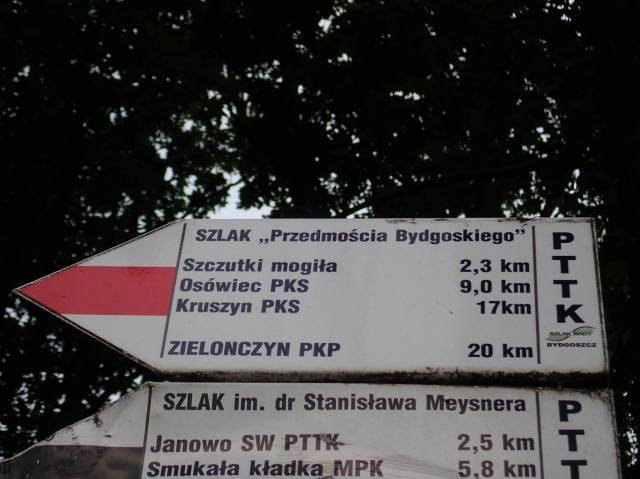 SZLAK „Przedmościa Bydgoskiego"
Szczutki mogiła 2,3 km
Osówiec PKS 9,0 km
Kruszyn PKS 17km
ZIELONCZYN PKP 20 km
PTTK
SZLAK BRDY
BYDGOSZCZ
SZLAK im. dr Stanisława Meysnera
Janowo SW PTTK 2,5 km
Smukała kładka MPK 5,8 km
PTT